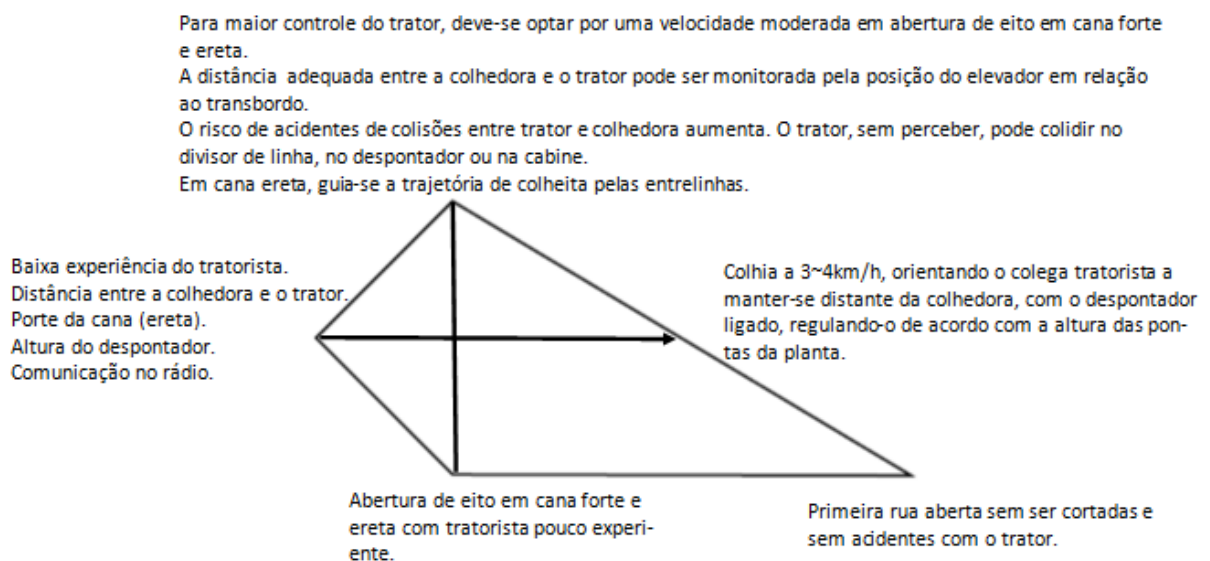 Para maior controle do trator, deve-se optar por uma velocidade moderada em abertura de eito em cana forte
e ereta.
A distância adequada entre a colhedora e o trator pode ser monitorada pela posição do elevador em relação
ao transbordo.
O risco de acidentes de colisões entre trator e colhedora aumenta. O trator, sem perceber, pode colidir no
divisor de linha, no despontador ou na cabine.
Em cana ereta, guia-se a trajetória de colheita pelas entrelinhas.
Baixa experiência do tratorista.
Distância entre a colhedora e o trator.
Porte da cana (ereta).
Altura do despontador.
Comunicação no rádio.
Colhia a 3~4km/h, orientando o colega tratorista a
manter-se distante da colhedora, com o despontador
ligado, regulando-o de acordo com a altura das pon-
tas da planta.
Abertura de eito em cana forte e
ereta com tratorista pouco experi-
ente.
Primeira rua aberta sem ser cortadas e
sem acidentes com o trator.